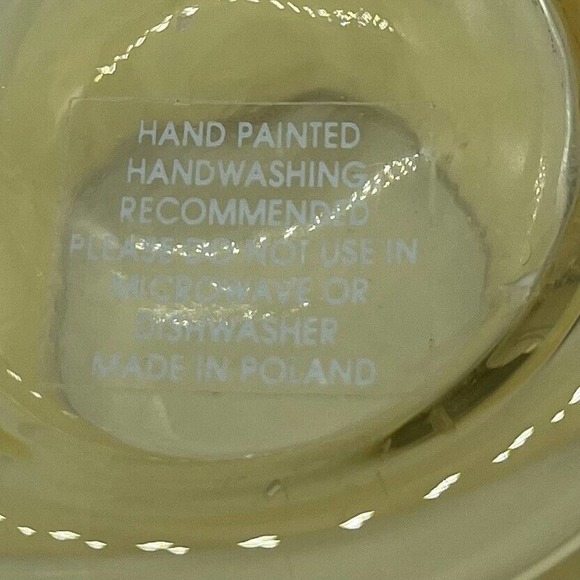 HAND PAINTED
HANDWASHING
RECOMMENDED
PLEASE DO NOT USE IN
MICROWAVE OR
DISHWASHER
MADE IN POLAND